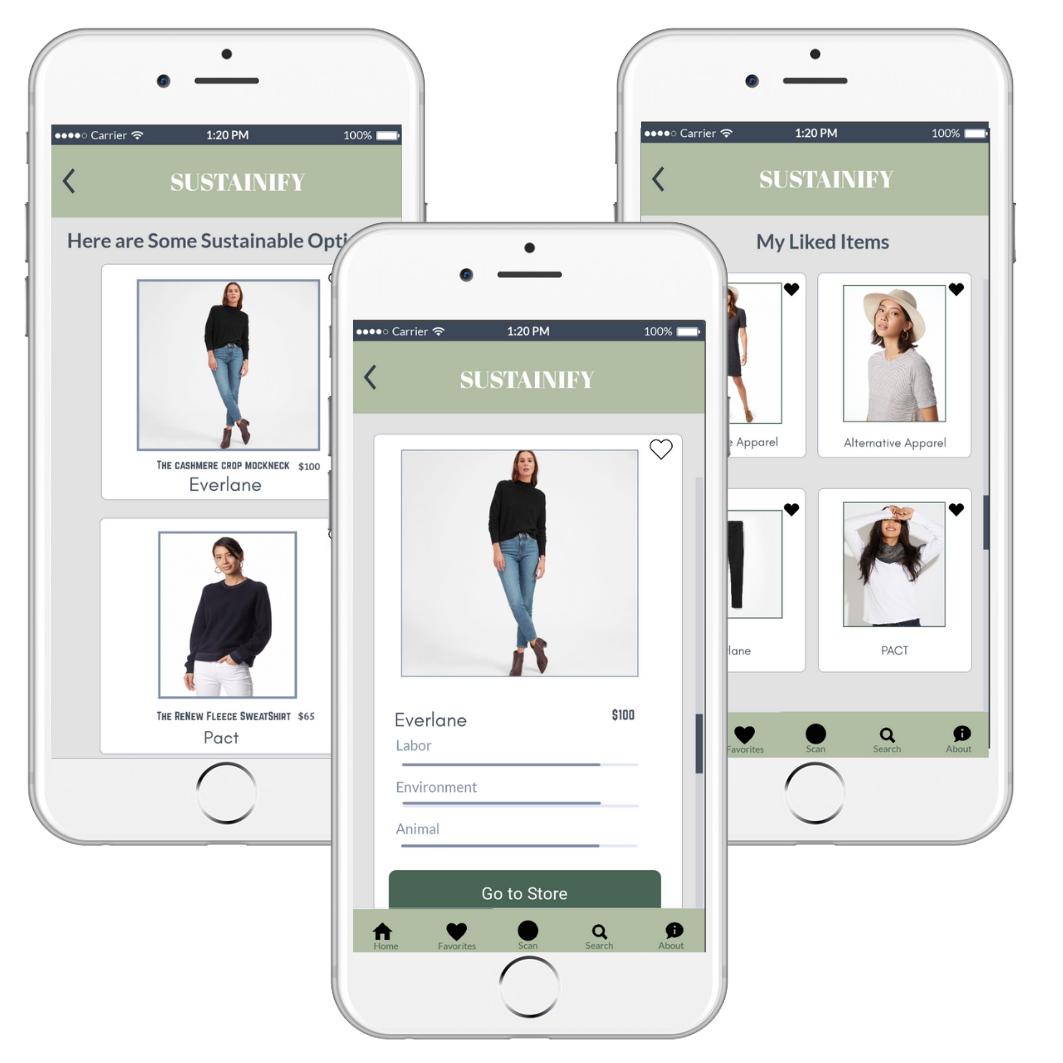 ●●●●○ Carrier 1:20 PM 100%
SUSTAINIFY
Here are Some Sustainable Opti
THE CASHMERE CROP MOCKNECK $100
Everlane
THE RENEW FLEECE SWEATSHIRT $65
Pact
●●●●○ Carrier 1:20 PM 100%
SUSTAINIFY
Everlane $100
Labor
Environment
Animal
Go to Store
Home Favorites Scan Search About
●●●●○ Carrier 1:20 PM 100%
SUSTAINIFY
My Liked Items
e Apparel Alternative Apparel
lane PACT
Favorites Scan Search About